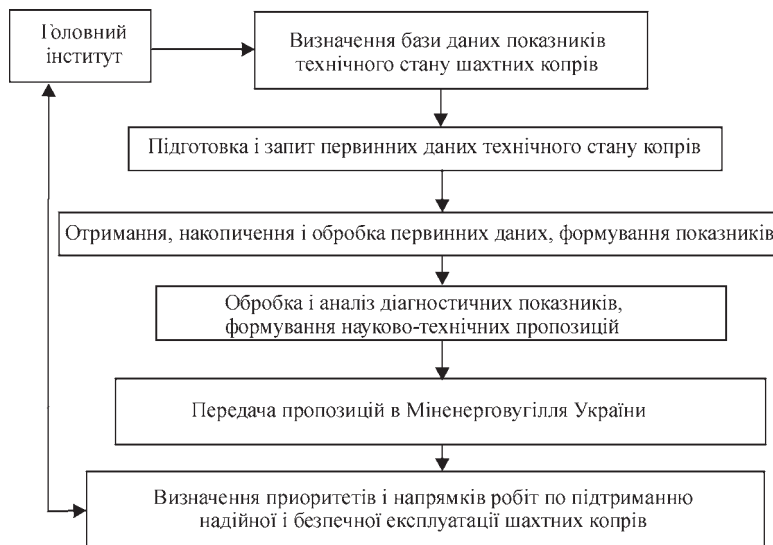 Головний
інститут
Визначення бази даних показників
технічного стану шахтних копрів
Підготовка і запит первинних даних технічного стану копрів
Отримання, накопичення і обробка первинних даних, формування показників
Обробка і аналіз діагностичних показників,
формування науково-технічних пропозицій
Передача пропозицій в Міненерговугілля України
Визначення приоритетів і напрямків робіт по підтриманню
надійної і безпечної експлуатації шахтних копрів